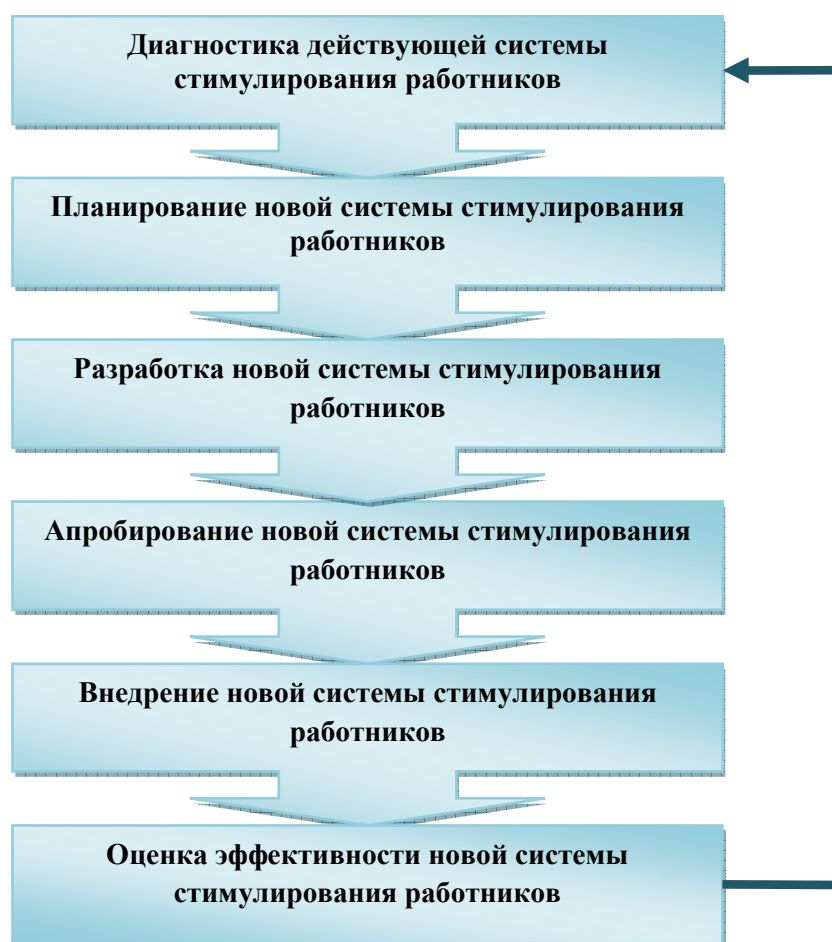 Диагностика действующей системы
стимулирования работников
Планирование новой системы стимулирования
работников
Разработка новой системы стимулирования
работников
Апробирование новой системы стимулирования
работников
Внедрение новой системы стимулирования
работников
Оценка эффективности новой системы
стимулирования работников